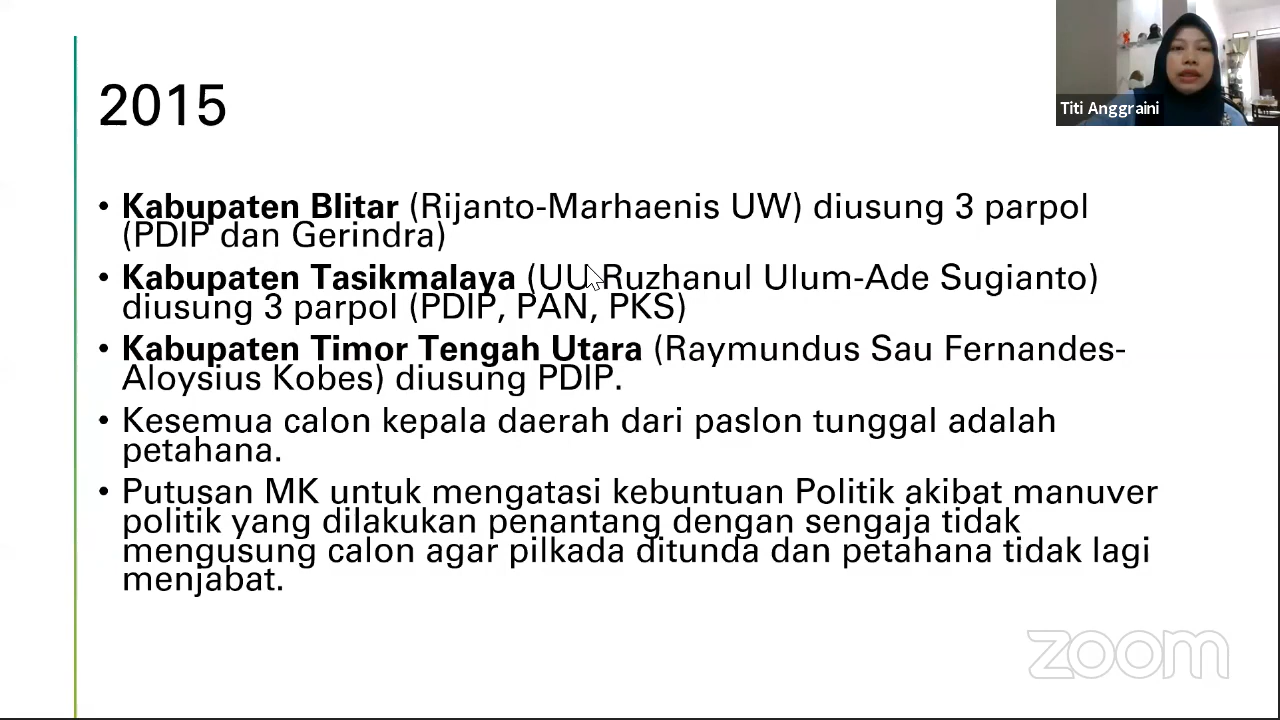 2015
• Kabupaten Blitar (Rijanto-Marhaenis UW) diusung 3 parpol
(PDIP dan Gerindra)
• Kabupaten Tasikmalaya (UU Ruzhanul Ulum-Ade Sugianto)
diusung 3 parpol (PDIP, PAN, PKS)
• Kabupaten Timor Tengah Utara (Raymundus Sau Fernandes-
Aloysius Kobes) diusung PDIP.
• Kesemua calon kepala daerah dari paslon tunggal adalah
petahana.
• Putusan MK untuk mengatasi kebuntuan Politik akibat manuver
politik yang dilakukan penantang dengan sengaja tidak
mengusung calon agar pilkada ditunda dan petahana tidak lagi
menjabat.
Titi Anggraini
zoom